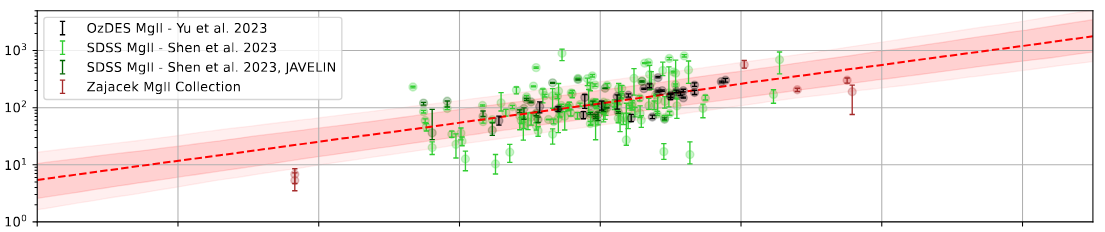 OzDES MgII - Yu et al. 2023
SDSS MgII - Shen et al. 2023
SDSS MgII - Shen et al. 2023, JAVELIN
Zajacek MgII Collection
10³
10²
10¹
10⁰